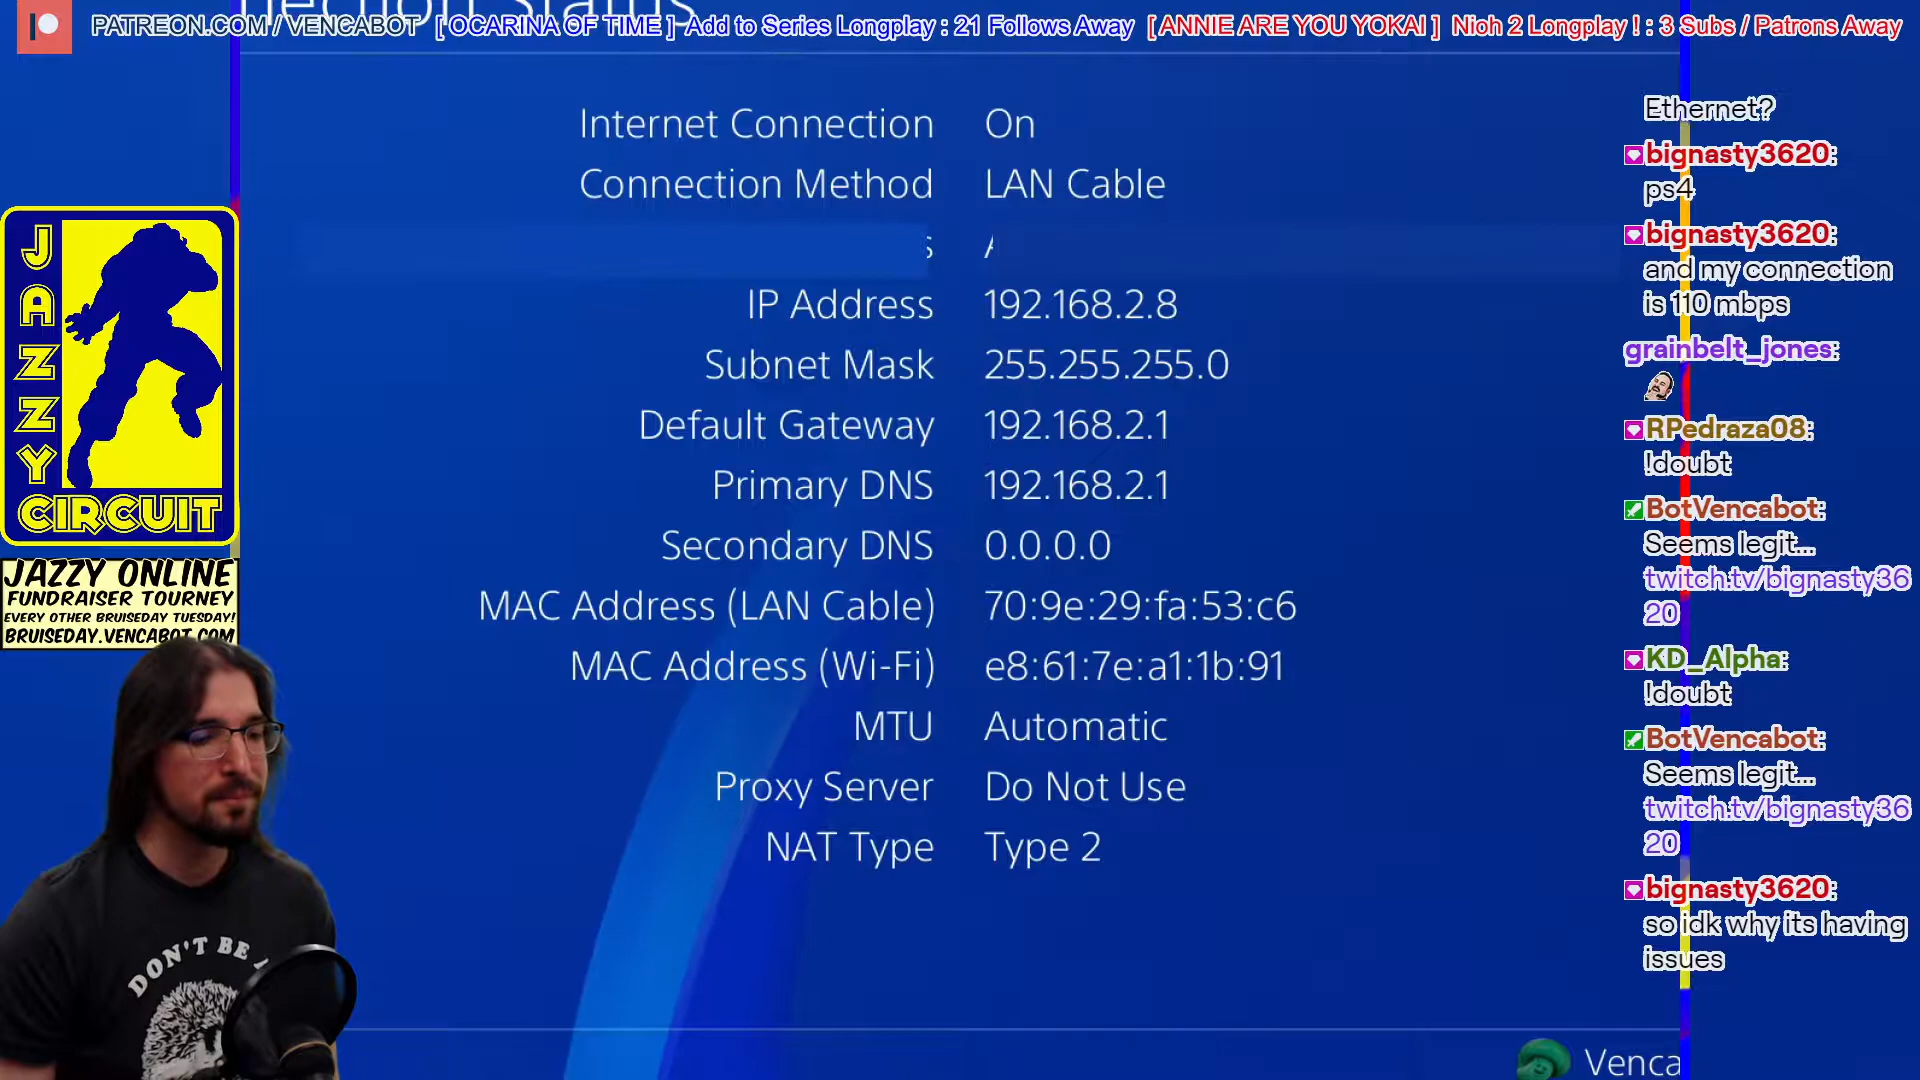 PATREON.COM / VENCABOT [ OCARINA OF TIME ] Add to Series Longplay : 21 Follows Away [ ANNIE ARE YOU YOKAI ] Nioh 2 Longplay ! : 3 Subs / Patrons Away
Internet Connection On
Connection Method LAN Cable
IP Address 192.168.2.8
Subnet Mask 255.255.255.0
Default Gateway 192.168.2.1
Primary DNS 192.168.2.1
Secondary DNS 0.0.0.0
MAC Address (LAN Cable) 70:9e:29:fa:53:c6
MAC Address (Wi-Fi) e8:61:7e:a1:1b:91
MTU Automatic
Proxy Server Do Not Use
NAT Type Type 2
Venca
JAZZY
CIRCUIT
JAZZY ONLINE
FUNDRAISER TOURNEY
EVERY OTHER BRUISEDAY TUESDAY!
BRUISEDAY.VENCABOT.COM
DON'T BE
Ethernet?
bignasty3620:
ps4
bignasty3620:
and my connection
is 110 mbps
grainbelt_jones:
RPedraza08:
!doubt
BotVencabot:
Seems legit...
twitch.tv/bignasty36
20
KD_Alpha:
!doubt
BotVencabot:
Seems legit...
twitch.tv/bignasty36
20
bignasty3620:
so idk why its having
issues